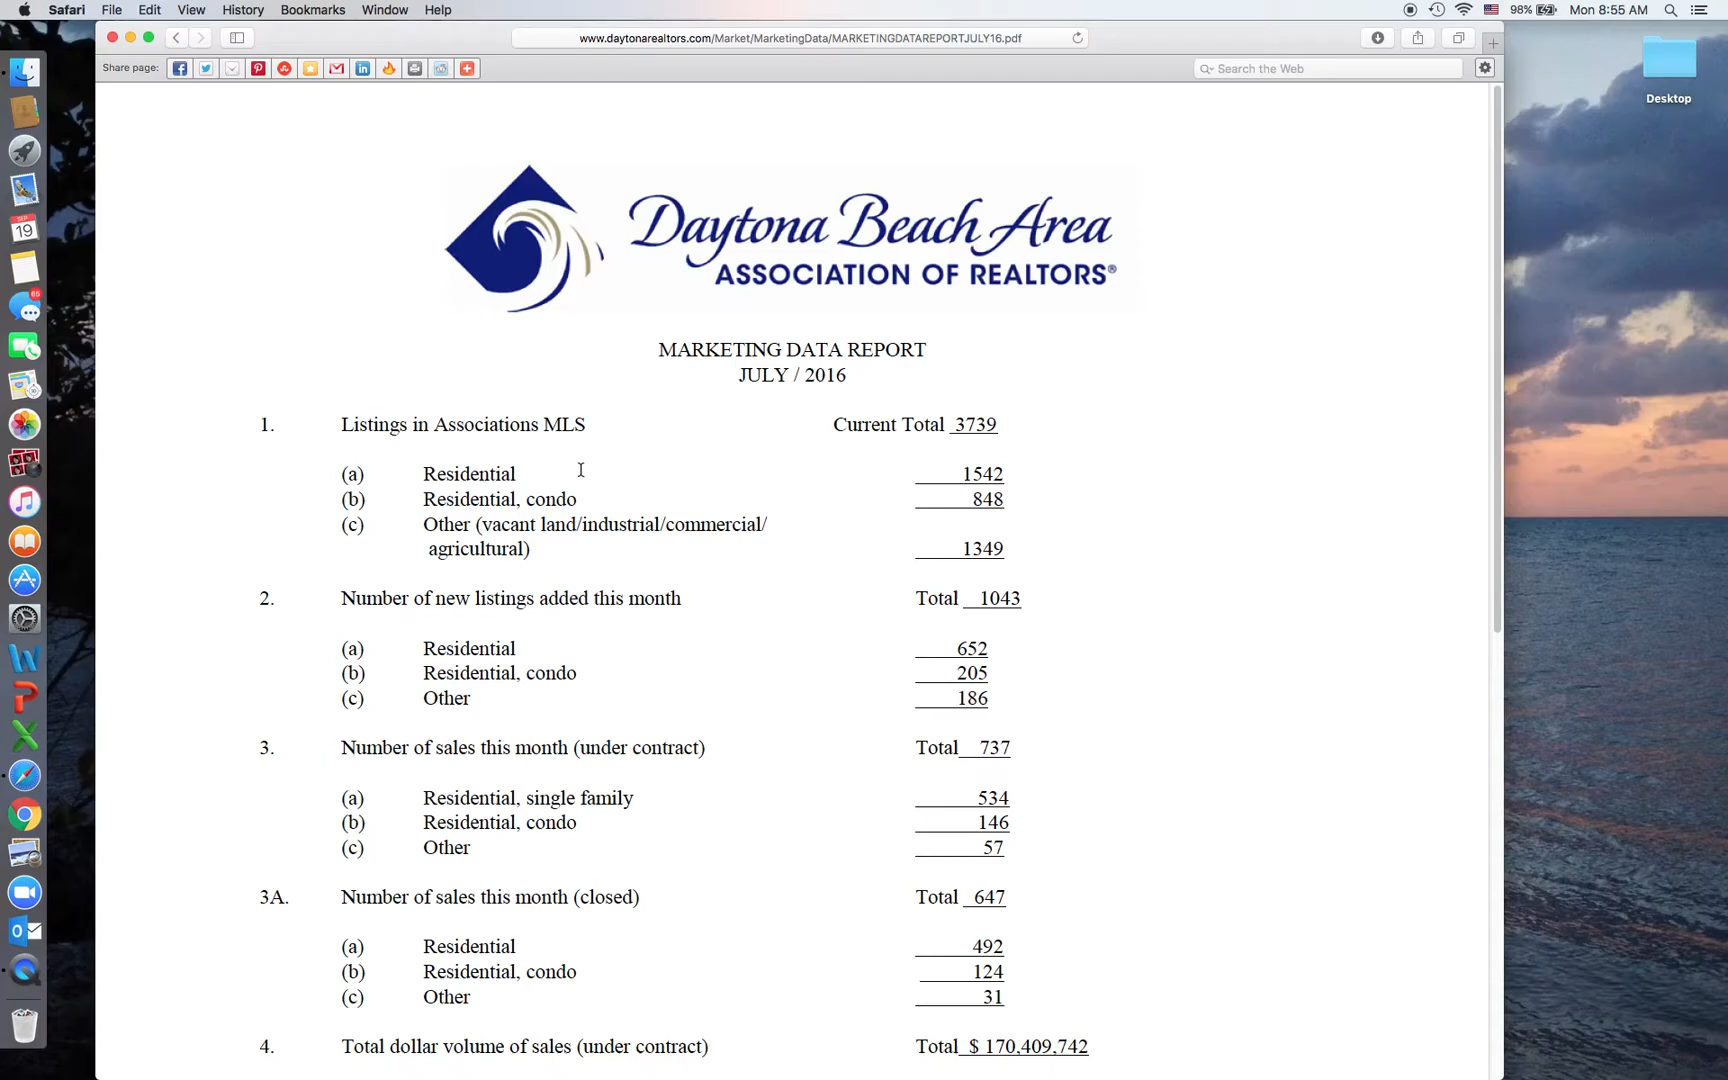 Safari File Edit View History Bookmarks Window Help 98% Mon 8:55 AM
www.daytonarealtors.com/Market/MarketingData/MARKETINGDATAREPORTJULY16.pdf
Share page: Search the Web
Desktop
SEP
19
65
Daytona Beach Area
ASSOCIATION OF REALTORS®
MARKETING DATA REPORT
JULY / 2016
1. Listings in Associations MLS Current Total 3739
(a) Residential 1542
(b) Residential, condo 848
(c) Other (vacant land/industrial/commercial/
agricultural) 1349
2. Number of new listings added this month Total 1043
(a) Residential 652
(b) Residential, condo 205
(c) Other 186
3. Number of sales this month (under contract) Total 737
(a) Residential, single family 534
(b) Residential, condo 146
(c) Other 57
3A. Number of sales this month (closed) Total 647
(a) Residential 492
(b) Residential, condo 124
(c) Other 31
4. Total dollar volume of sales (under contract) Total $ 170,409,742